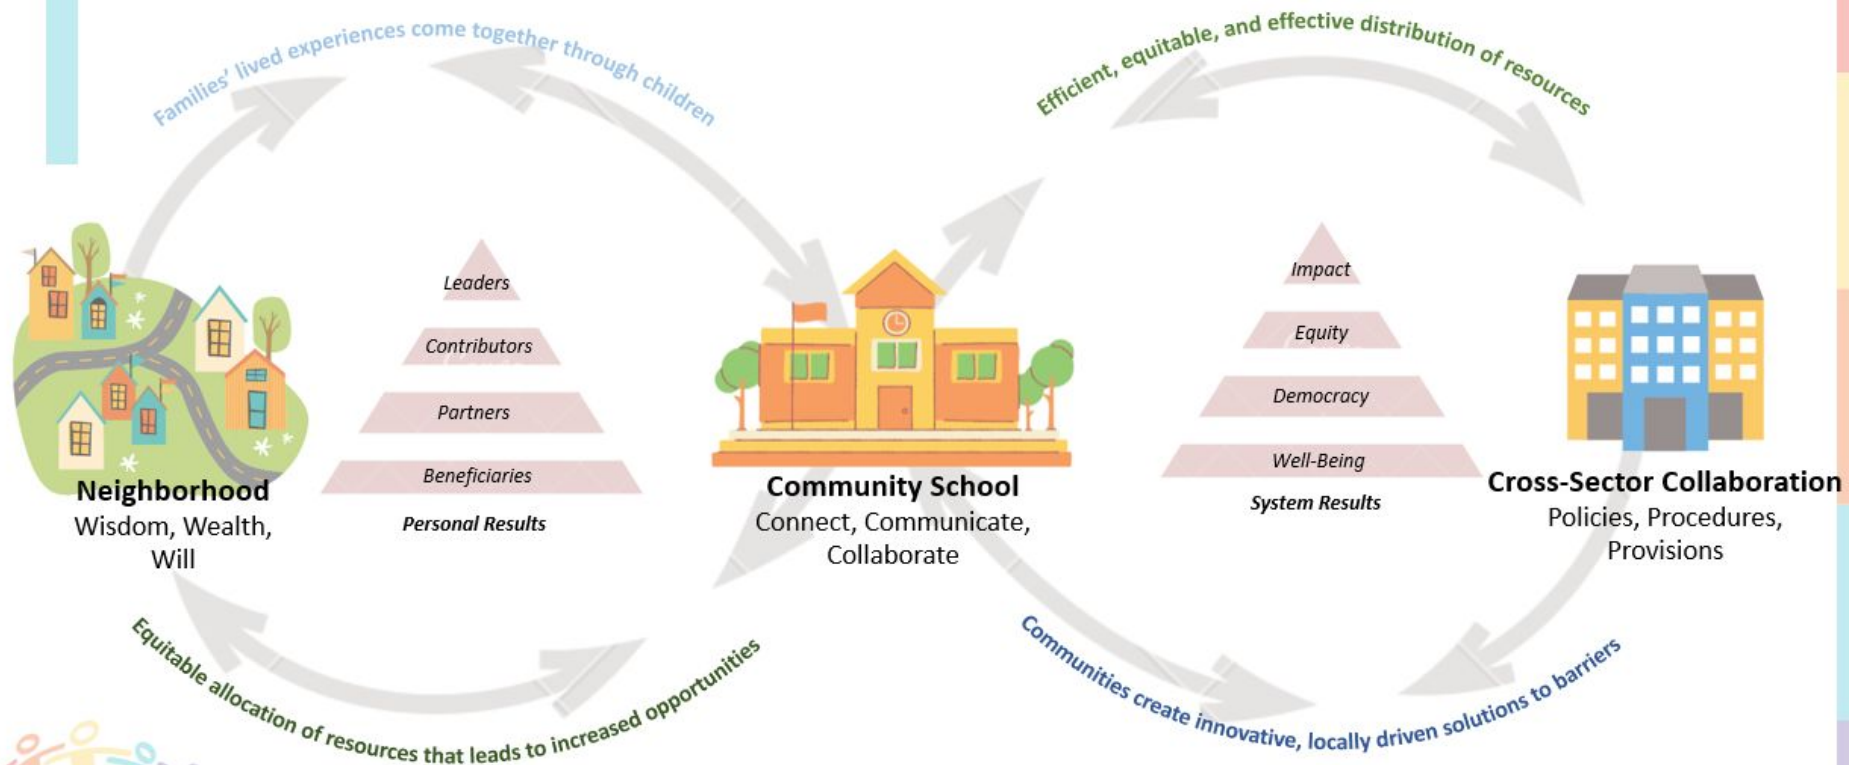 Families' lived experiences come together through children
Efficient, equitable, and effective distribution of resources
Leaders
Contributors
Partners
Beneficiaries
Personal Results
Impact
Equity
Democracy
Well-Being
System Results
Neighborhood
Wisdom, Wealth,
Will
Community School
Connect, Communicate,
Collaborate
Cross-Sector Collaboration
Policies, Procedures,
Provisions
Equitable allocation of resources that leads to increased opportunities
Communities create innovative, locally driven solutions to barriers